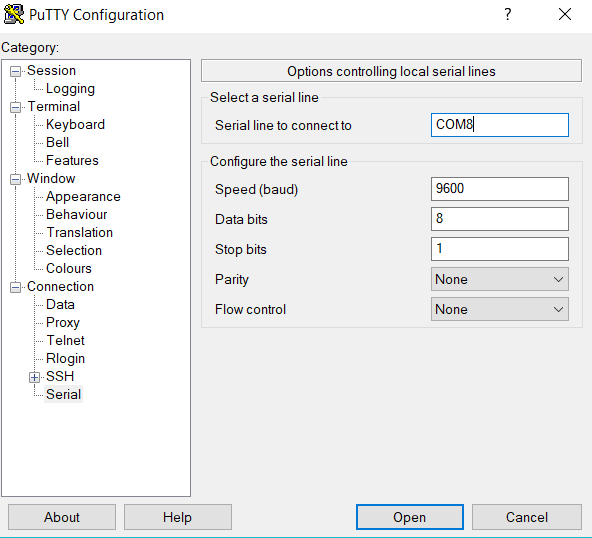 PuTTY Configuration
?
Category:
Session
Logging
Terminal
Keyboard
Bell
Features
Window
Appearance
Behaviour
Translation
Selection
Colours
Connection
Data
Proxy
Telnet
Rlogin
SSH
Serial
Options controlling local serial lines
Select a serial line
Serial line to connect to COM8
Configure the serial line
Speed (baud) 9600
Data bits 8
Stop bits 1
Parity None
Flow control None
About Help Open Cancel